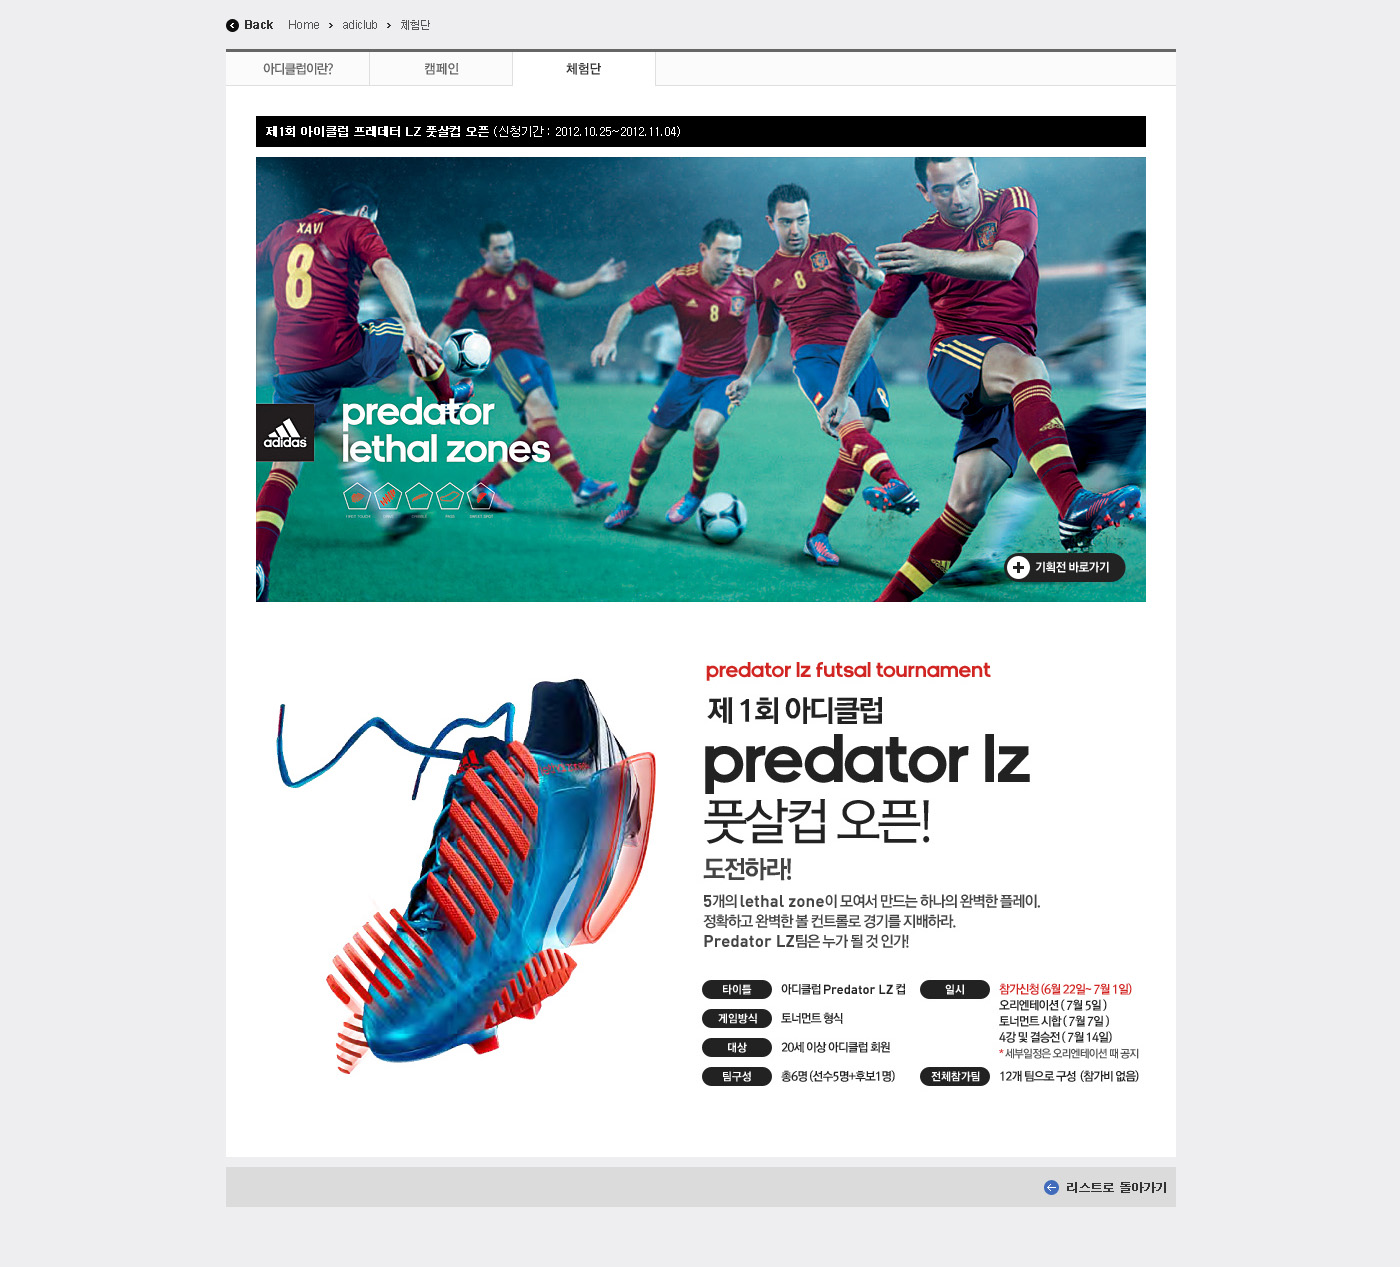 Back Home › adiclub › 체험단
아디클럽이란? 캠페인 체험단
제1회 아이클럽 프레데터 LZ 풋살컵 오픈 (신청기간 : 2012.10.25~2012.11.04)
XAVI
8
8
8
adidas
predator
lethal zones
기획전 바로가기
predator lz futsal tournament
제 1회 아디클럽
predator lz
풋살컵 오픈!
도전하라!
5개의 lethal zone이 모여서 만드는 하나의 완벽한 플레이.
정확하고 완벽한 볼 컨트롤로 경기를 지배하라.
Predator LZ팀은 누가 될 것 인가!
타이틀 아디클럽 Predator LZ 컵
게임방식 토너먼트 형식
대상 20세 이상 아디클럽 회원
팀구성 총6명 (선수5명+후보1명)
일시 참가신청 (6월 22일~ 7월 1일)
오리엔테이션 ( 7월 5일 )
토너먼트 시합 ( 7월 7일 )
4강 및 결승전 ( 7월 14일)
* 세부일정은 오리엔테이션 때 공지
전체참가팀 12개 팀으로 구성 (참가비 없음)
리스트로 돌아가기